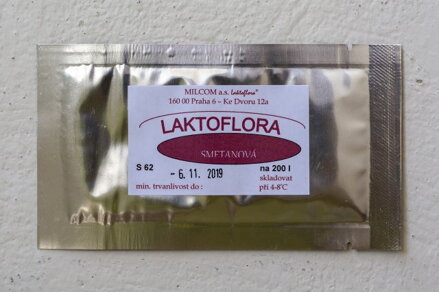 MILCOM a.s. Laktoflora®
160 00 Praha 6 – Ke Dvoru 12a
LAKTOFLORA
SMETANOVÁ
S 62
na 200 l
- 6. 11. 2019
skladovat
min. trvanlivost do :
při 4-8°C